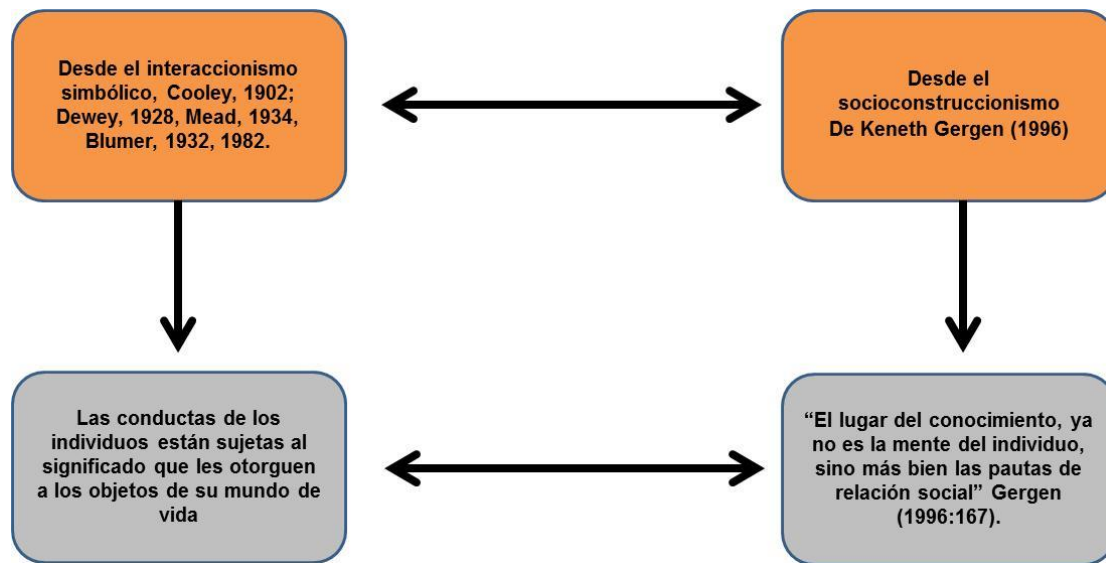 Desde el interaccionismo
simbólico, Cooley, 1902;
Dewey, 1928, Mead, 1934,
Blumer, 1932, 1982.
Desde el
socioconstruccionismo
De Keneth Gergen (1996)
Las conductas de los
individuos están sujetas al
significado que les otorguen
a los objetos de su mundo de
vida
“El lugar del conocimiento, ya
no es la mente del individuo,
sino más bien las pautas de
relación social” Gergen
(1996:167).